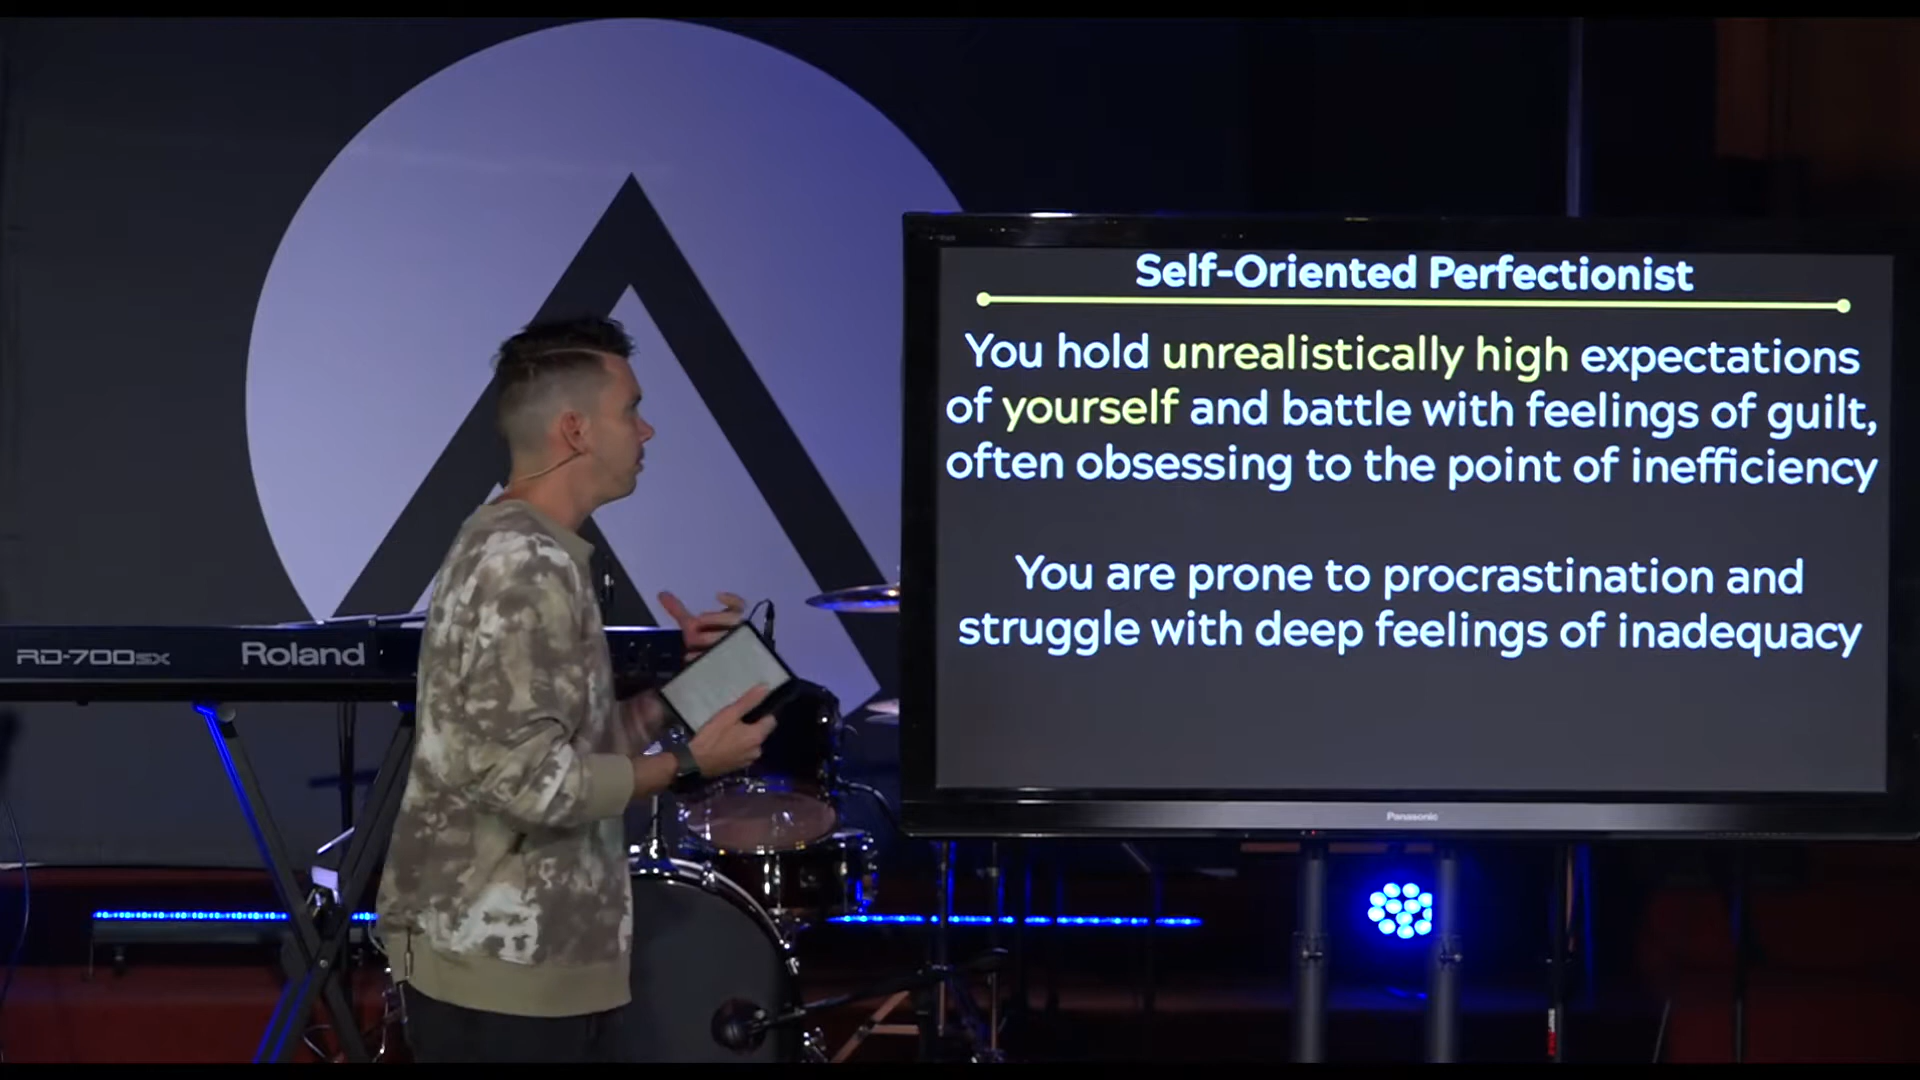 Self-Oriented Perfectionist
You hold unrealistically high expectations
of yourself and battle with feelings of guilt,
often obsessing to the point of inefficiency
You are prone to procrastination and
struggle with deep feelings of inadequacy
RD-700SX Roland
Panasonic